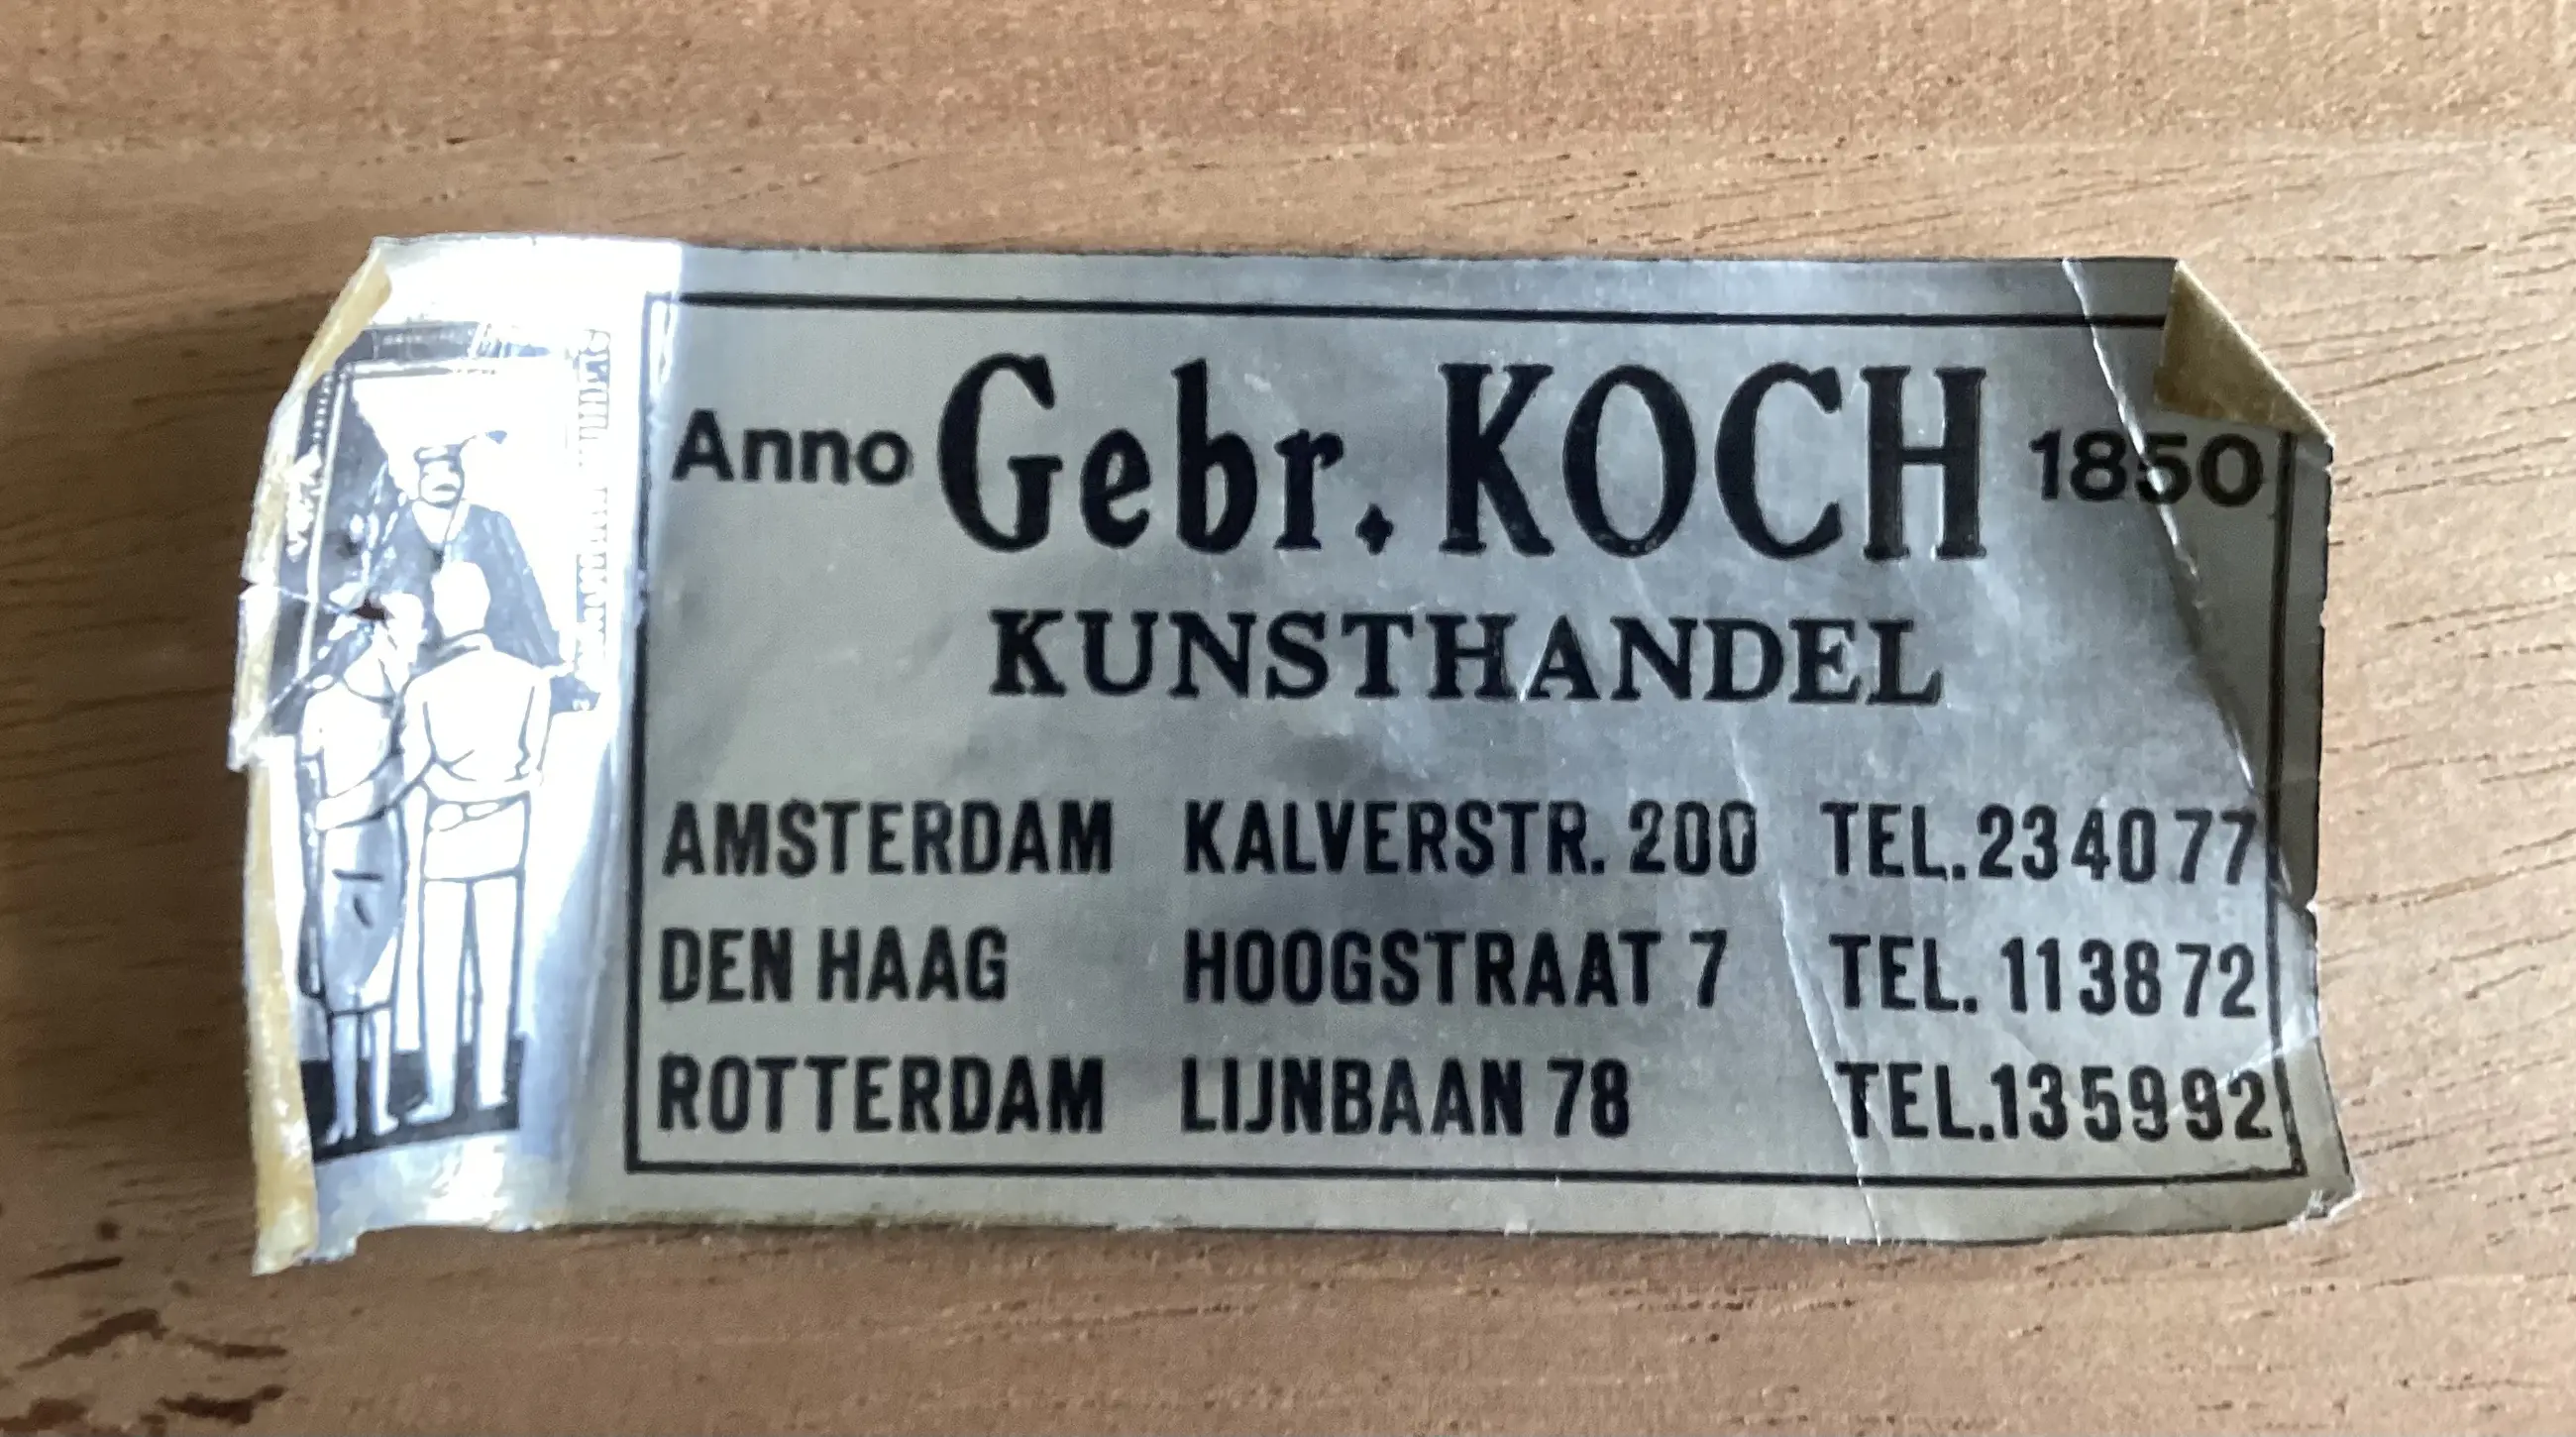 Anno Gebr. KOCH 1850
KUNSTHANDEL
AMSTERDAM KALVERSTR. 200 TEL. 234077
DEN HAAG HOOGSTRAAT 7 TEL. 113872
ROTTERDAM LIJNBAAN 78 TEL. 135992